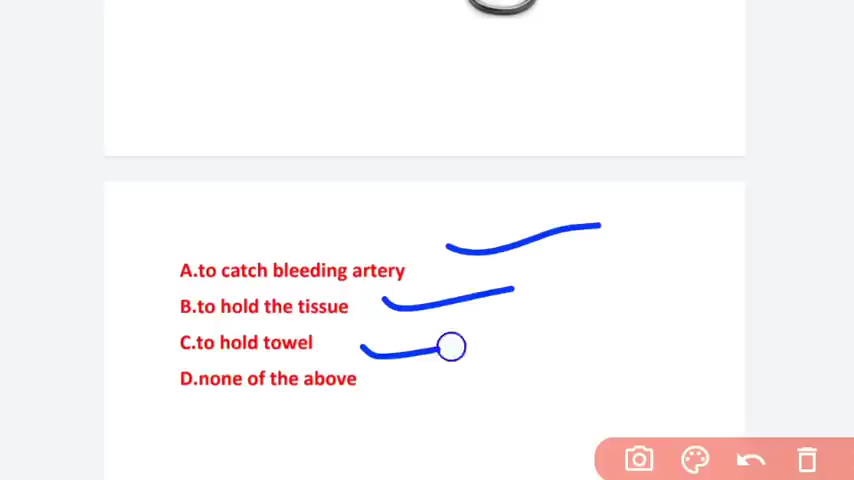 A.to catch bleeding artery
B.to hold the tissue
C.to hold towel
D.none of the above